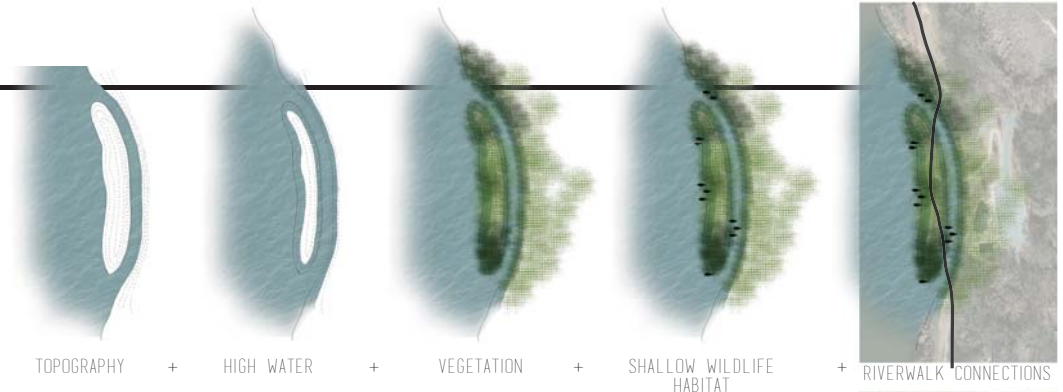 TOPOGRAPHY + HIGH WATER + VEGETATION + SHALLOW WILDLIFE + RIVERWALK CONNECTIONS
HABITAT